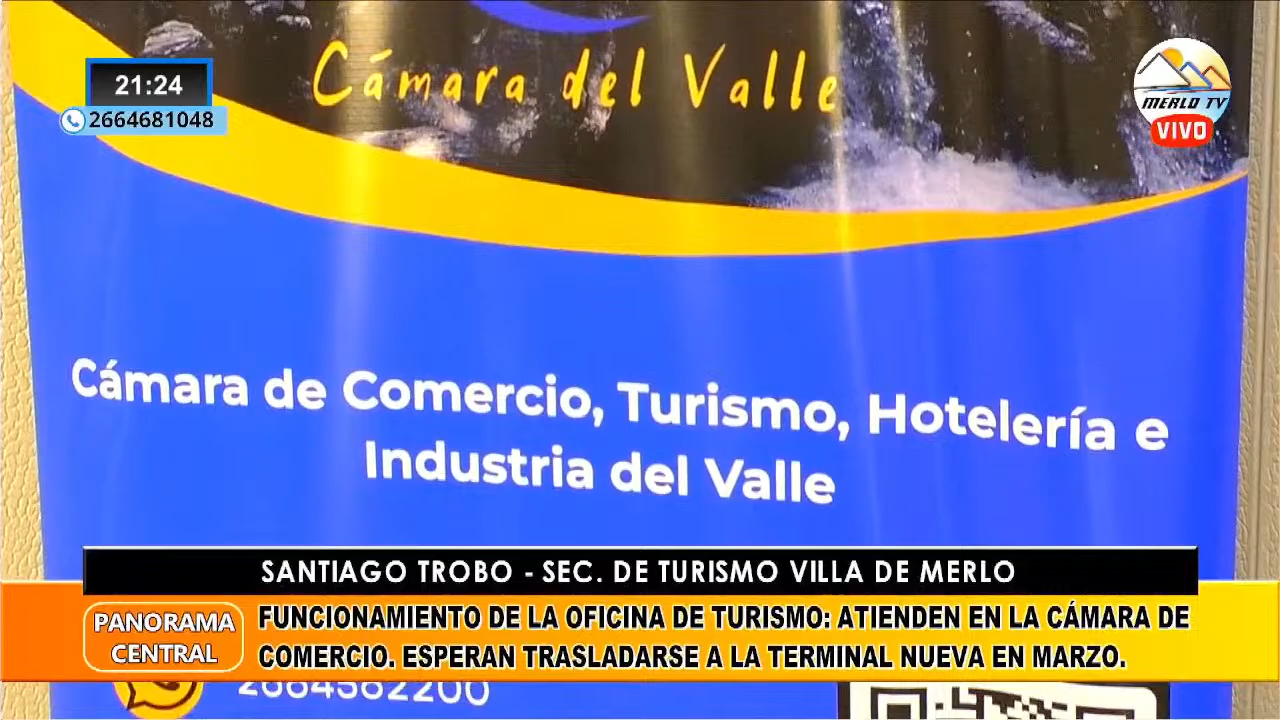 Cámara del Valle
21:24
2664681048
MERLO TV
VIVO
Cámara de Comercio, Turismo, Hotelería e
Industria del Valle
SANTIAGO TROBO - SEC. DE TURISMO VILLA DE MERLO
PANORAMA
CENTRAL
FUNCIONAMIENTO DE LA OFICINA DE TURISMO: ATIENDEN EN LA CÁMARA DE
COMERCIO. ESPERAN TRASLADARSE A LA TERMINAL NUEVA EN MARZO.
2664562200